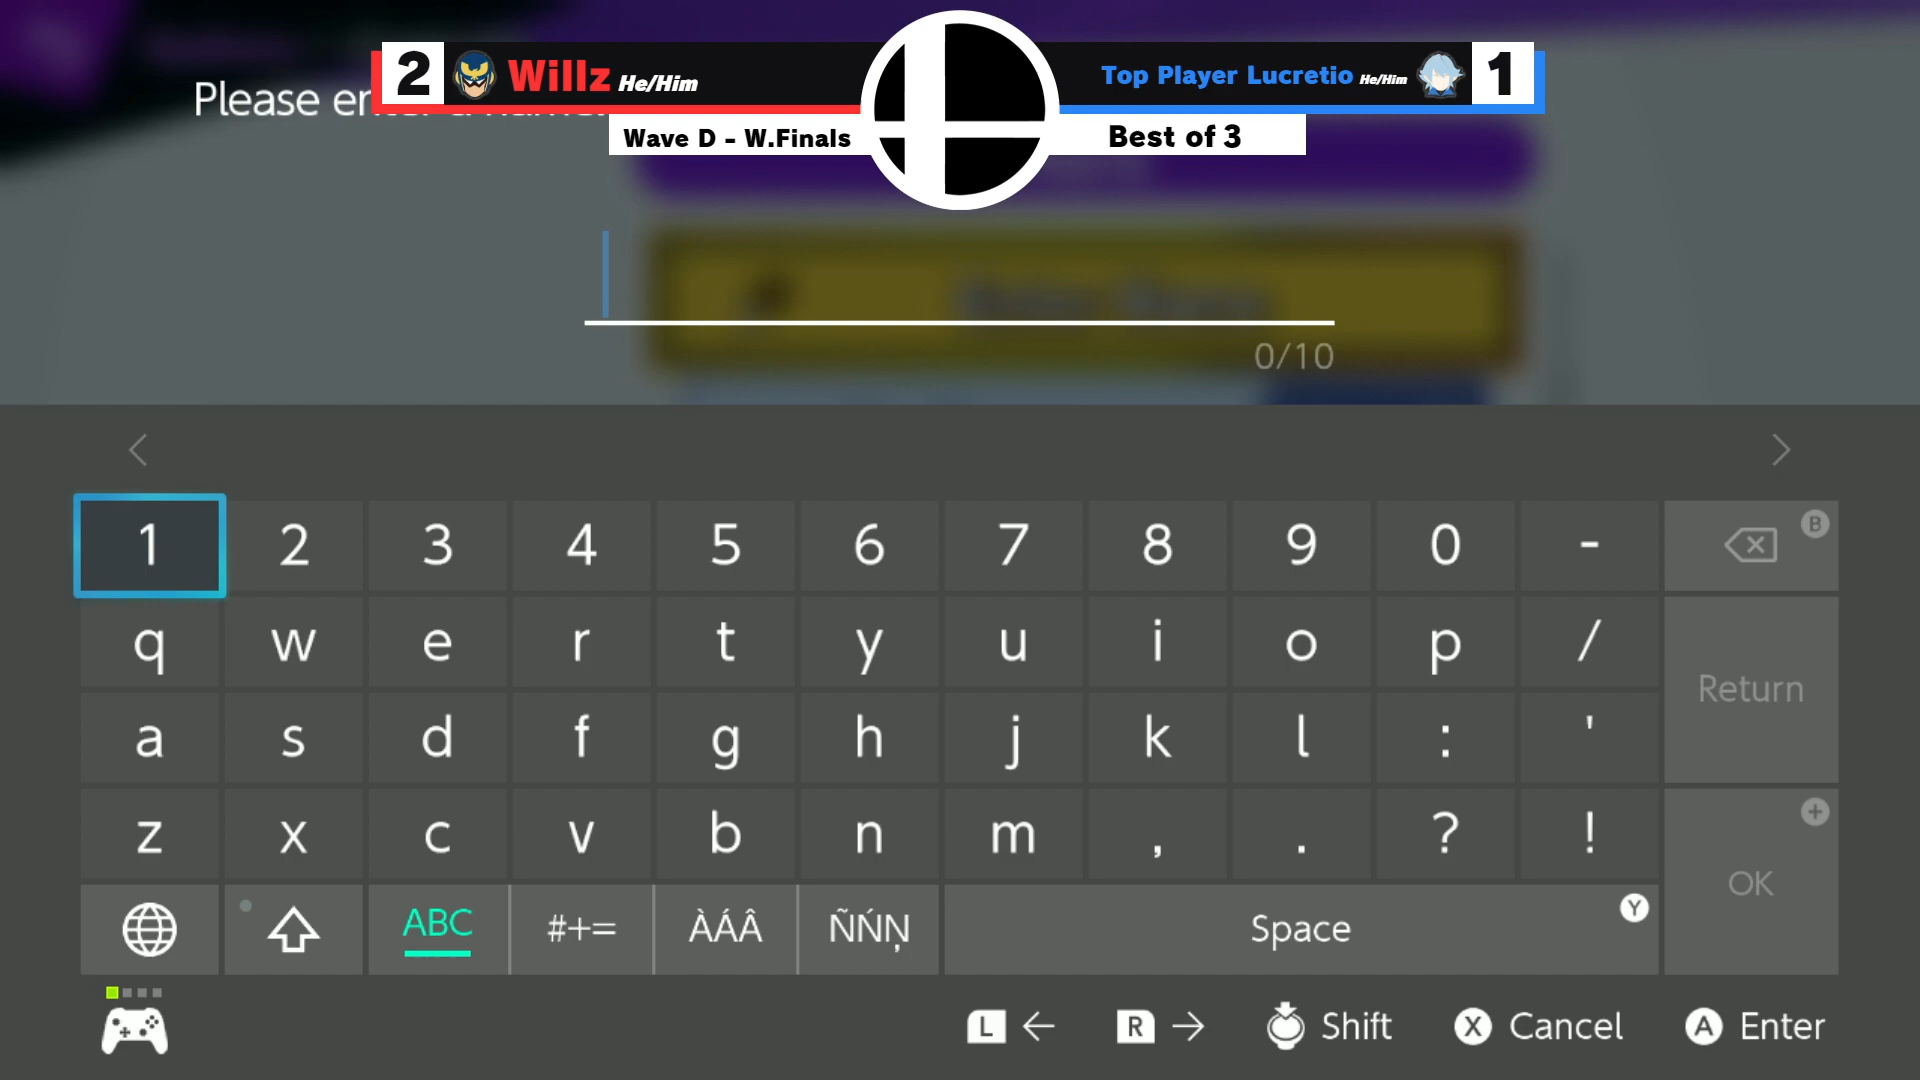 2 Willz He/Him
Top Player Lucretio He/Him 1
Please en
Wave D - W.Finals
Best of 3
0/10
1 2 3 4 5 6 7 8 9 0 - B
q w e r t y u i o p /
Return
a s d f g h j k l : '
z x c v b n m , . ? !
OK
ABC #+= ÀÁÂ ÑŃŅ Space Y
L ← R → Shift X Cancel A Enter